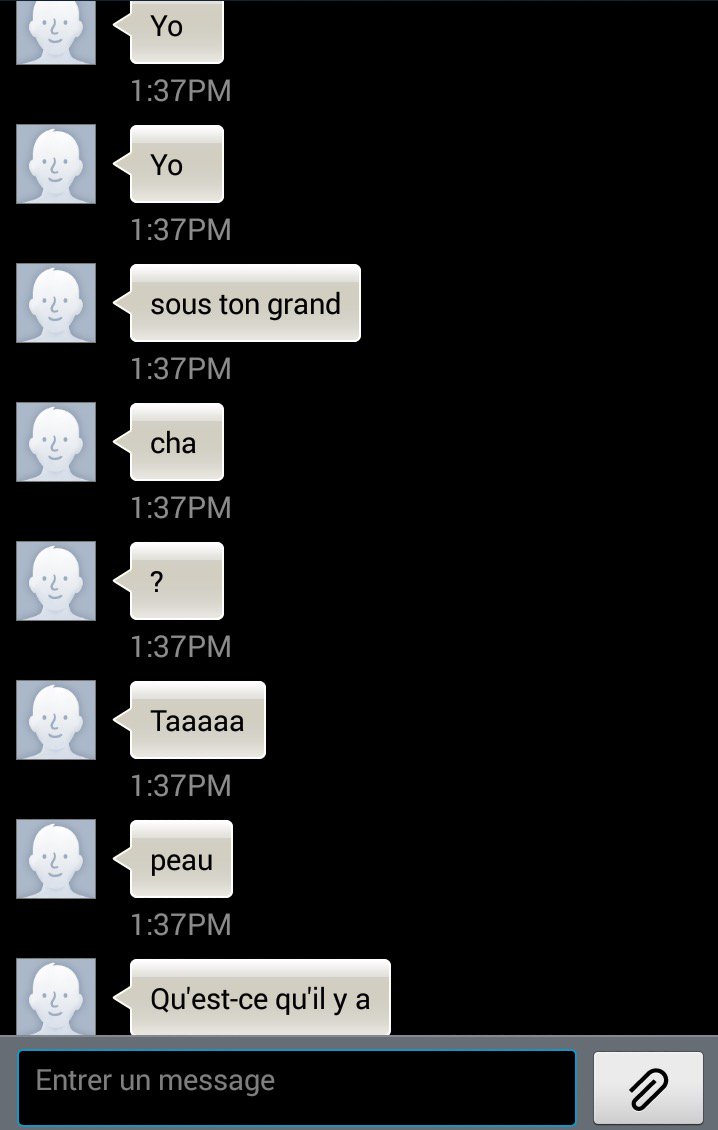 Yo
1:37PM
Yo
1:37PM
sous ton grand
1:37PM
cha
1:37PM
?
1:37PM
Taaaaa
1:37PM
peau
1:37PM
Qu'est-ce qu'il y a
Entrer un message